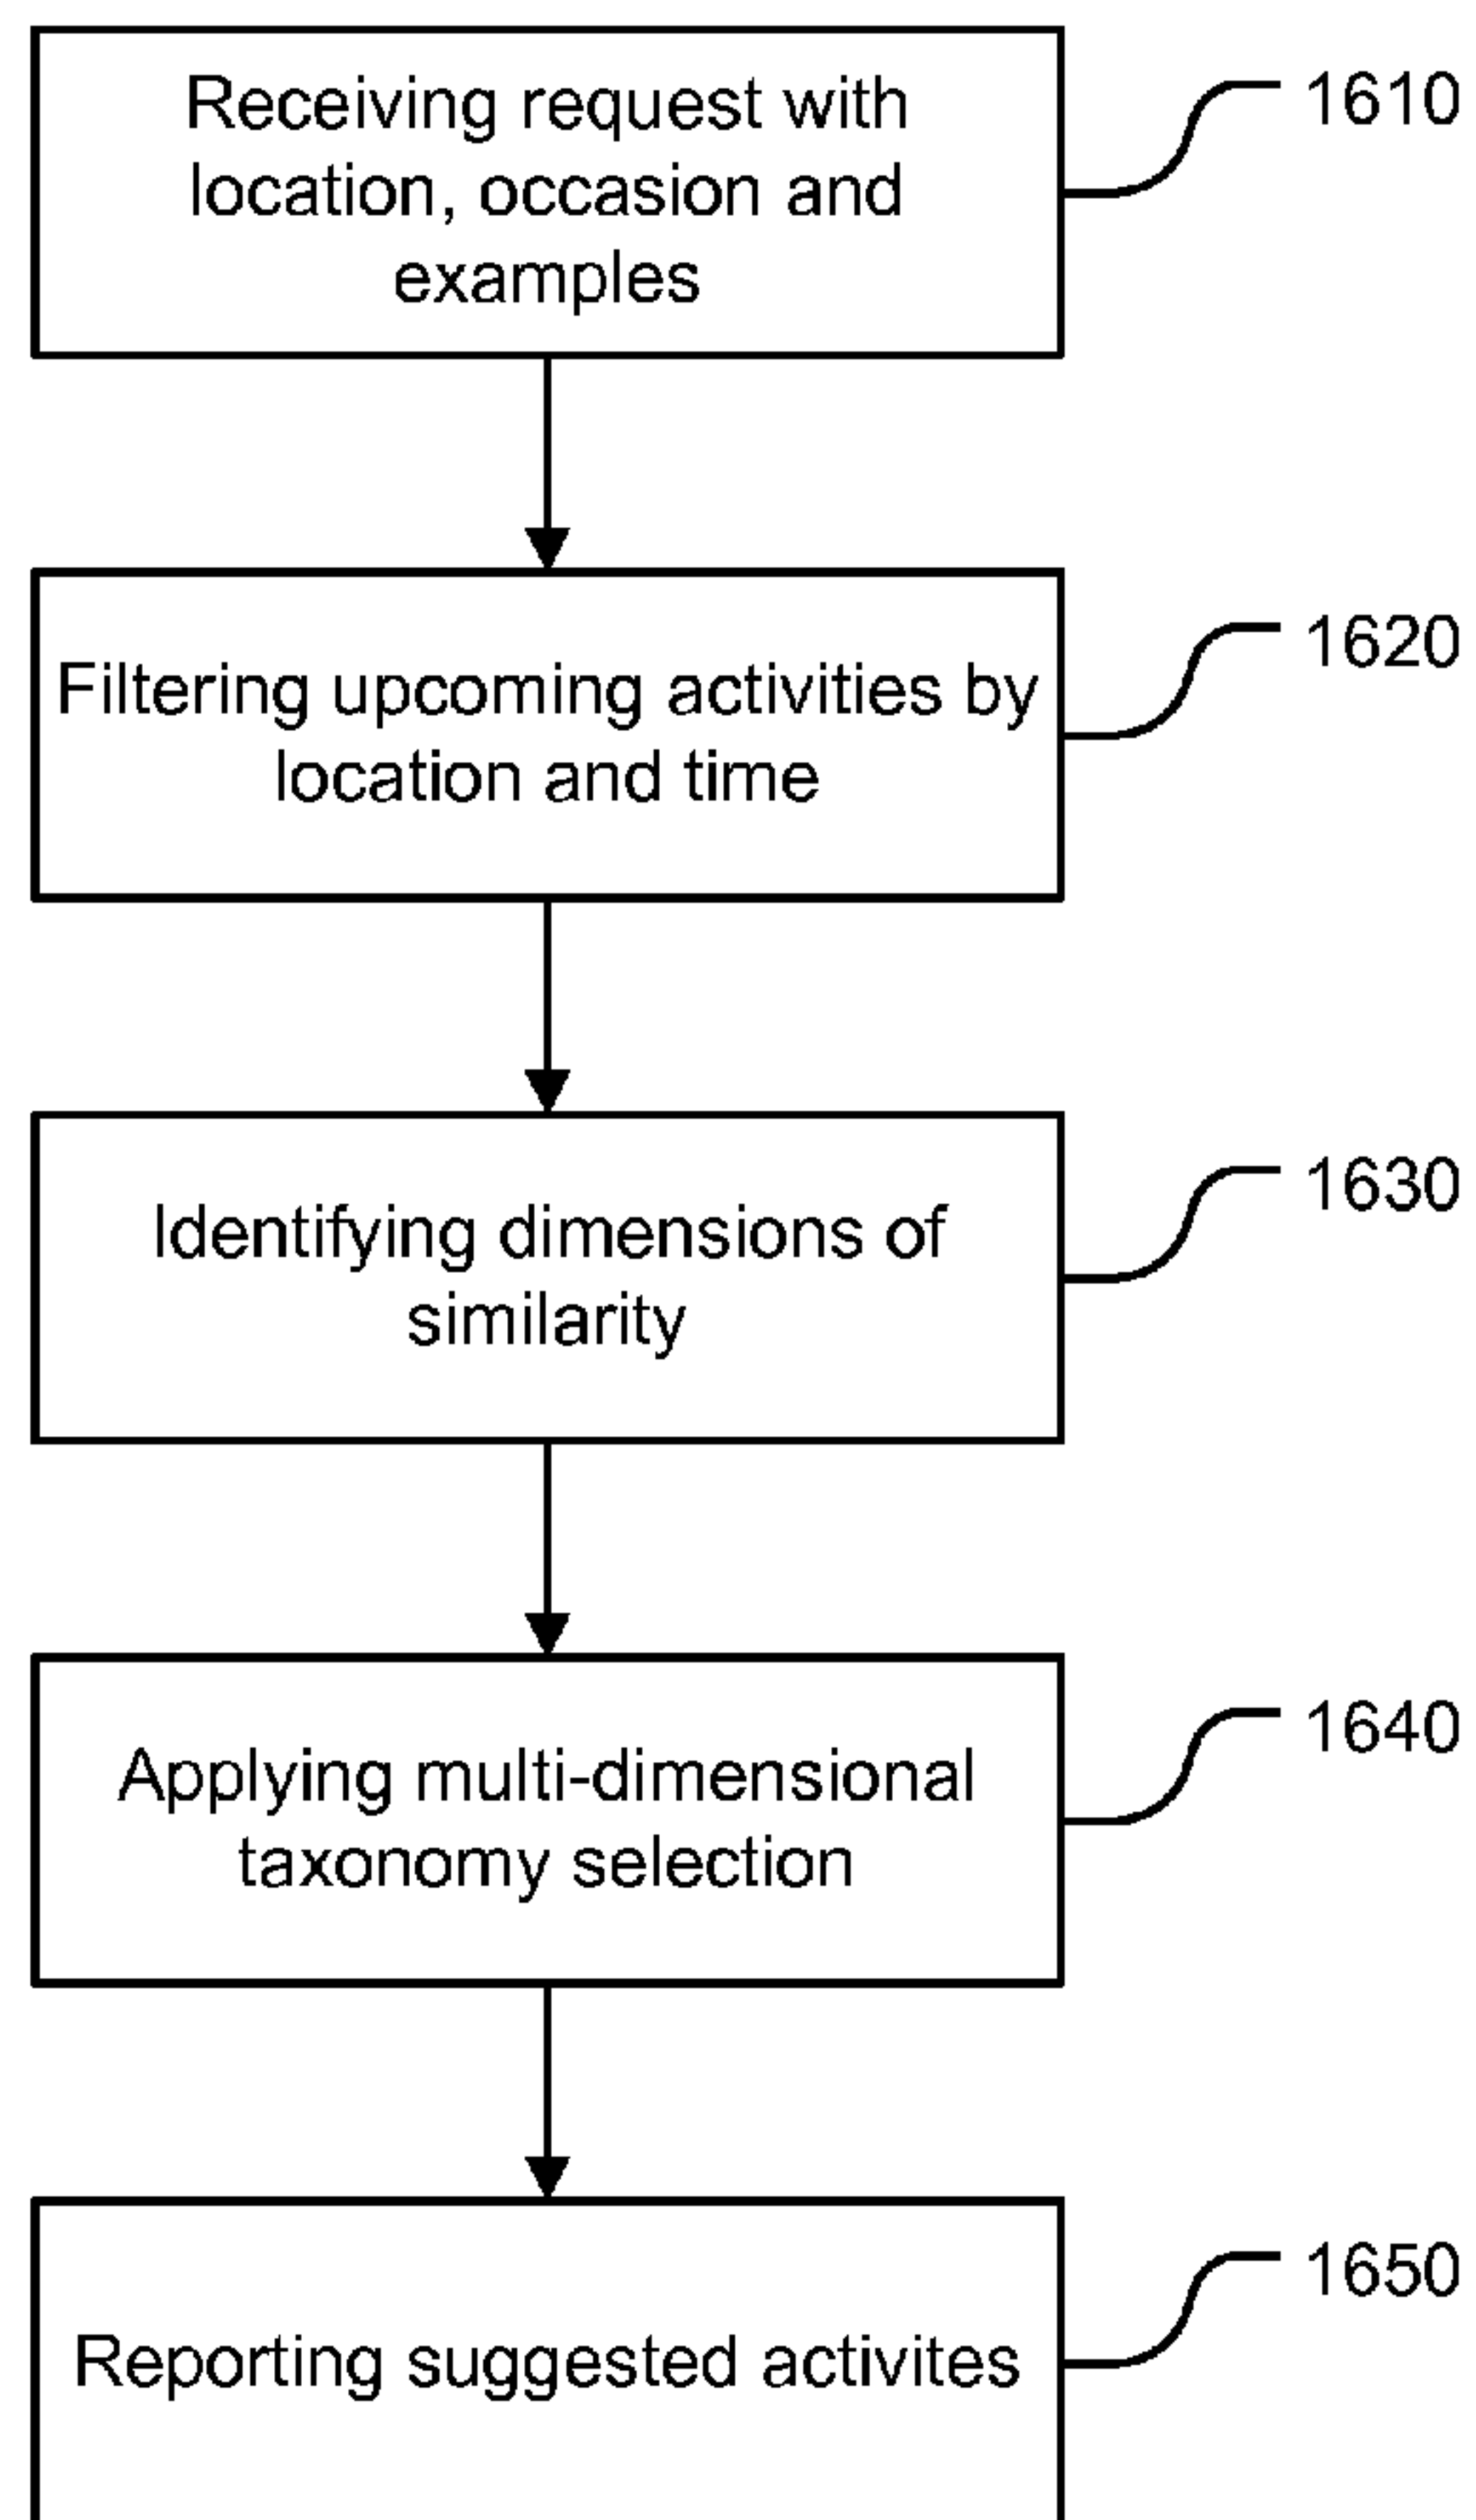 Receiving request with
location, occasion and
examples
1610
Filtering upcoming activities by
location and time
1620
Identifying dimensions of
similarity
1630
Applying multi-dimensional
taxonomy selection
1640
Reporting suggested activites
1650